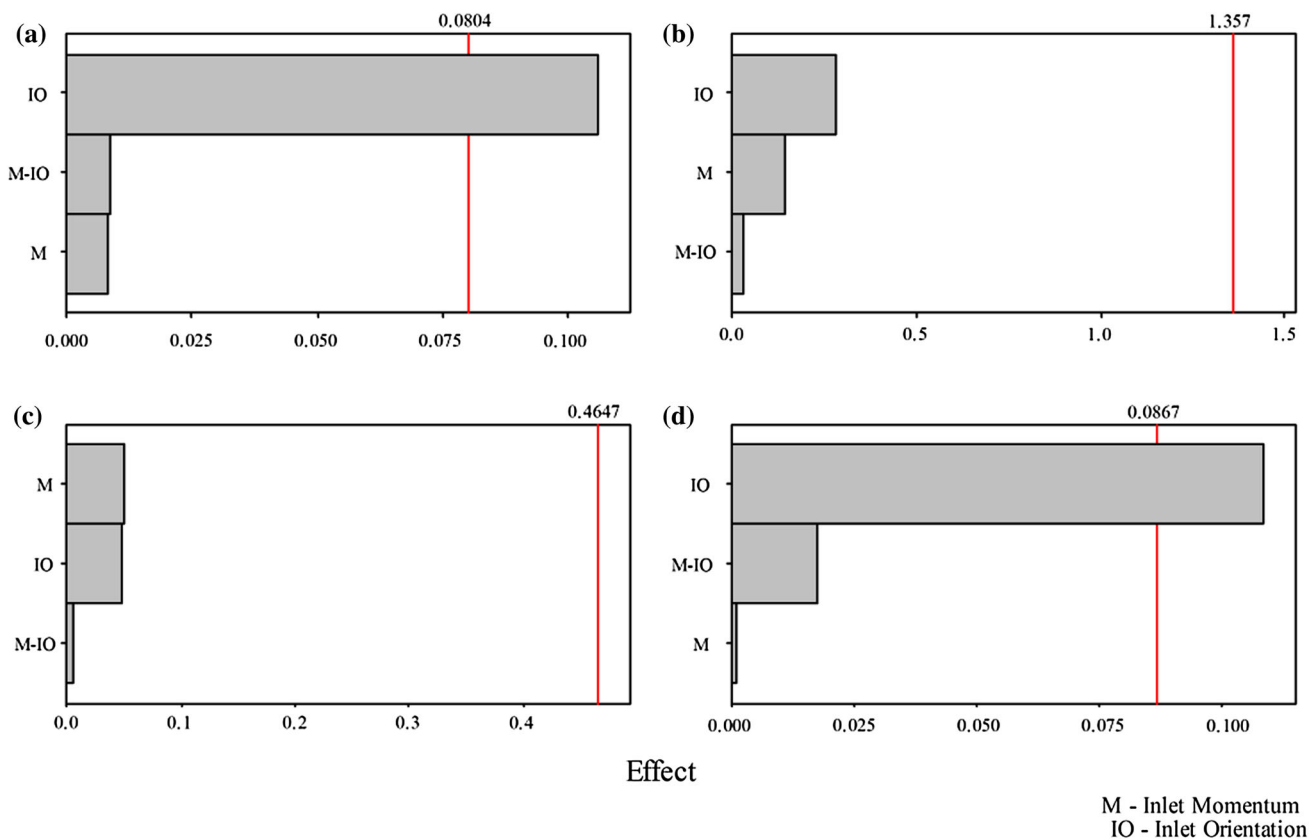 (a)
0.0804
IO
M-IO
M
0.000 0.025 0.050 0.075 0.100
(b)
1.357
IO
M
M-IO
0.0 0.5 1.0 1.5
(c)
0.4647
M
IO
M-IO
0.0 0.1 0.2 0.3 0.4
(d)
0.0867
IO
M-IO
M
0.000 0.025 0.050 0.075 0.100
Effect
M - Inlet Momentum
IO - Inlet Orientation